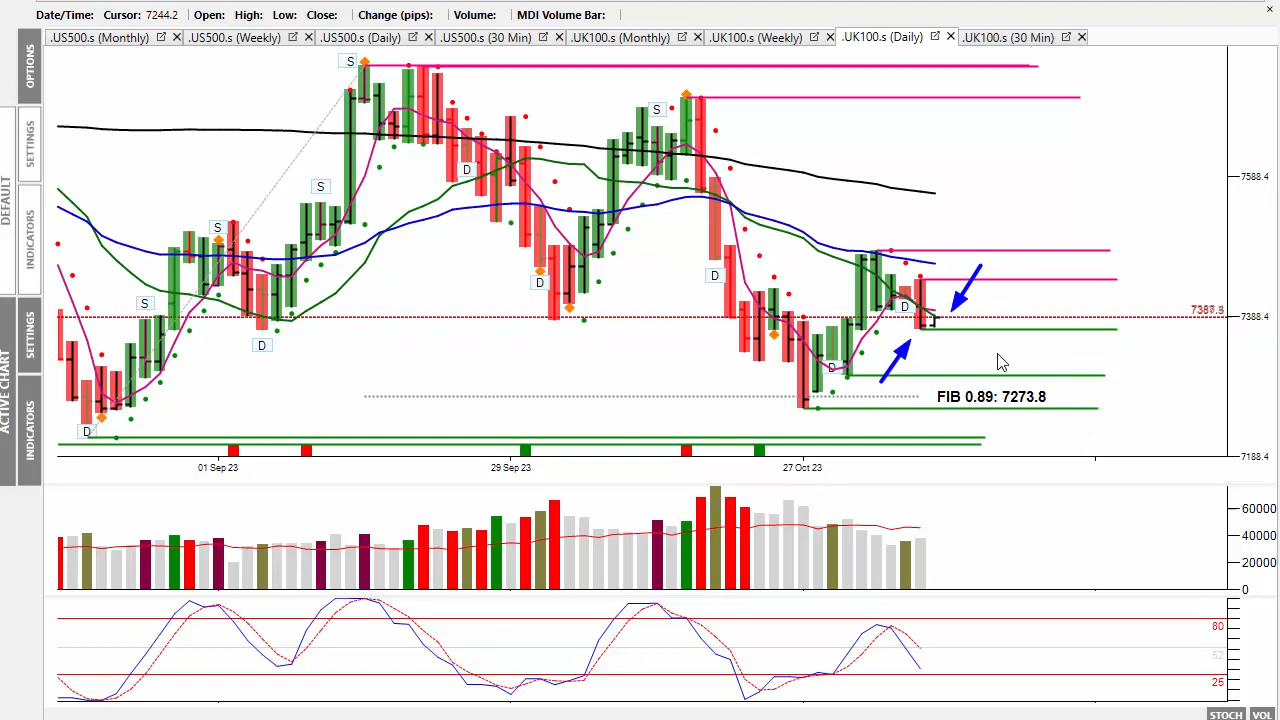 Date/Time: Cursor: 7244.2 Open: High: Low: Close: Change (pips): Volume: MDI Volume Bar:
.US500.s (Monthly) .US500.s (Weekly) .US500.s (Daily) .US500.s (30 Min) .UK100.s (Monthly) .UK100.s (Weekly) .UK100.s (Daily) .UK100.s (30 Min)
OPTIONS
SETTINGS
DEFAULT
INDICATORS
SETTINGS
ACTIVE CHART
INDICATORS
S
S
D
S
S
S
D
D
D
D
D
D
D
7588.4
7388.4
FIB 0.89: 7273.8
7188.4
01 Sep 23 29 Sep 23 27 Oct 23
60000
40000
20000
0
80
52
25
STOCH VOL